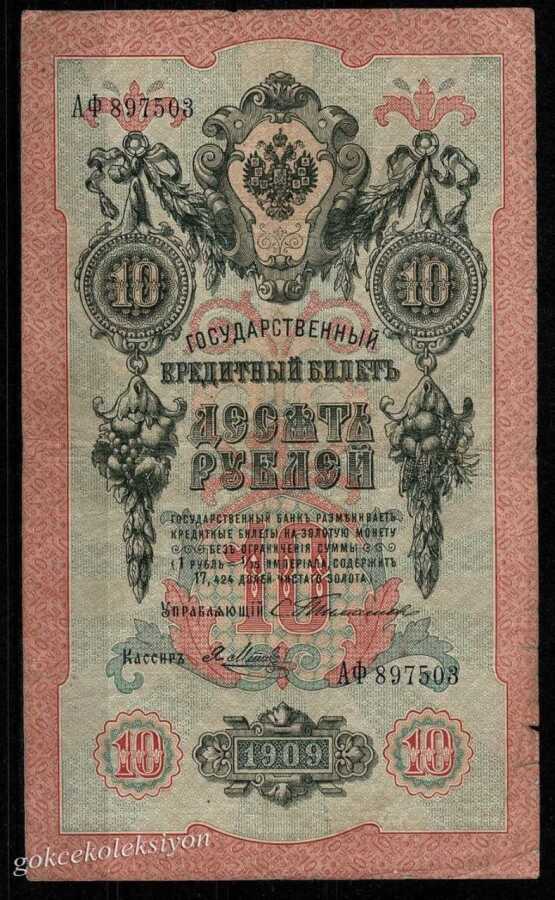 АФ 897503
10
10
ГОСУДАРСТВЕННЫЙ
КРЕДИТНЫЙ БИЛЕТЪ
ДЕСЯТЬ
РУБЛЕЙ
ГОСУДАРСТВЕННЫЙ БАНКЪ РАЗМѢНИВАЕТЪ
КРЕДИТНЫЕ БИЛЕТЫ НА ЗОЛОТУЮ МОНЕТУ
БЕЗЪ ОГРАНИЧЕНІЯ СУММЫ
(1 РУБЛЬ = 1/15 ИМПЕРІАЛА, СОДЕРЖИТЪ
17,424 ДОЛЕЙ ЧИСТАГО ЗОЛОТА.
10
УПРАВЛЯЮЩІЙ
КАССИРЪ
АФ 897503
10
1909
10
gokcekoleksiyon